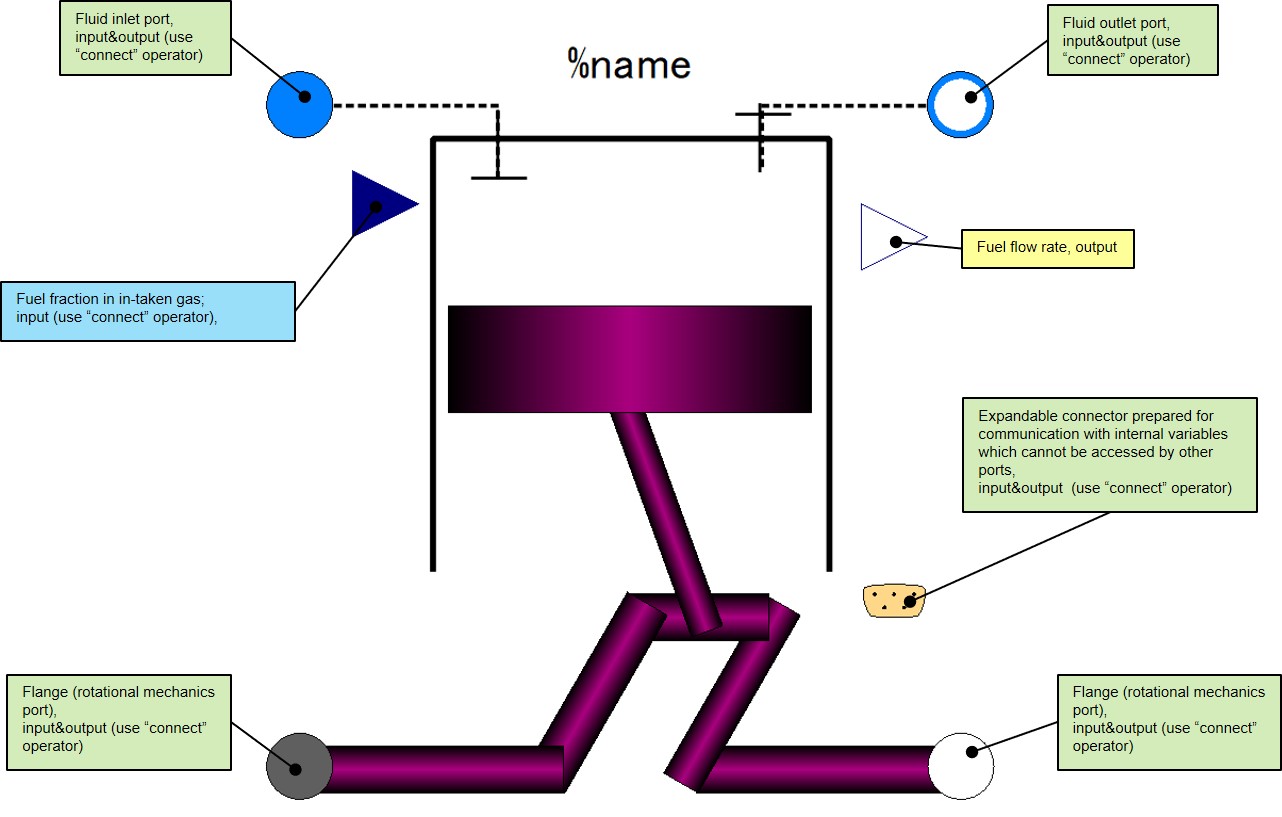 Fluid inlet port,
input&output (use
“connect” operator)
%name
Fluid outlet port,
input&output (use
“connect” operator)
Fuel flow rate, output
Fuel fraction in in-taken gas;
input (use “connect” operator),
Expandable connector prepared for
communication with internal variables
which cannot be accessed by other
ports,
input&output  (use “connect” operator)
Flange (rotational mechanics
port),
input&output (use “connect”
operator)
Flange (rotational mechanics
port),
input&output (use “connect”
operator)